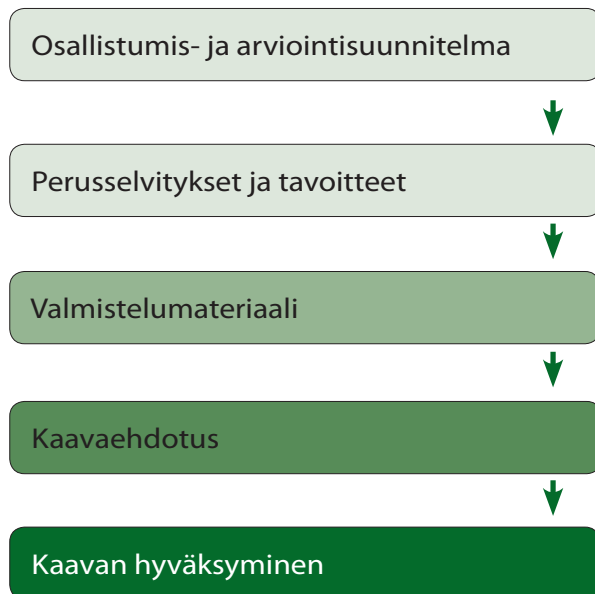 Osallistumis- ja arviointisuunnitelma
Perusselvitykset ja tavoitteet
Valmistelumateriaali
Kaavaehdotus
Kaavan hyväksyminen